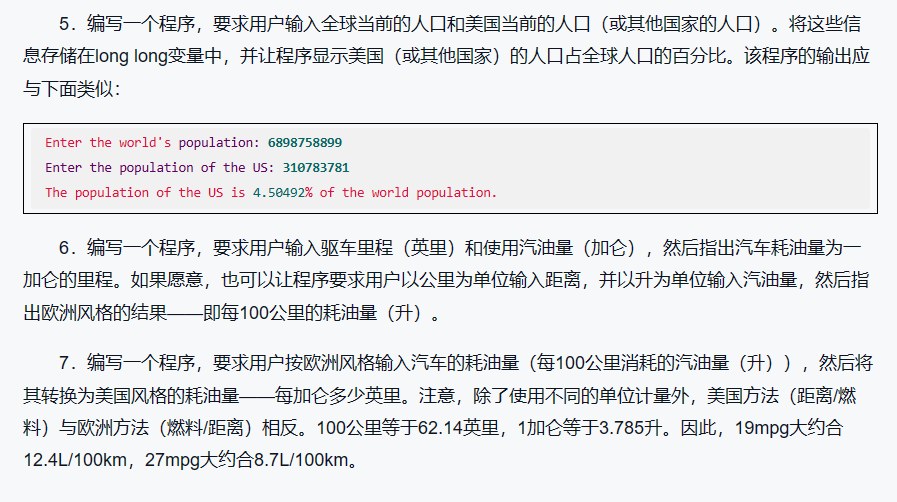 5．编写一个程序，要求用户输入全球当前的人口和美国当前的人口（或其他国家的人口）。将这些信
息存储在long long变量中，并让程序显示美国（或其他国家）的人口占全球人口的百分比。该程序的输出应
与下面类似：
Enter the world's population: 6898758899
Enter the population of the US: 310783781
The population of the US is 4.50492% of the world population.
6．编写一个程序，要求用户输入驱车里程（英里）和使用汽油量（加仑），然后指出汽车耗油量为一
加仑的里程。如果愿意，也可以让程序要求用户以公里为单位输入距离，并以升为单位输入汽油量，然后指
出欧洲风格的结果——即每100公里的耗油量（升）。
7．编写一个程序，要求用户按欧洲风格输入汽车的耗油量（每100公里消耗的汽油量（升）），然后将
其转换为美国风格的耗油量——每加仑多少英里。注意，除了使用不同的单位计量外，美国方法（距离/燃
料）与欧洲方法（燃料/距离）相反。100公里等于62.14英里，1加仑等于3.785升。因此，19mpg大约合
12.4L/100km，27mpg大约合8.7L/100km。